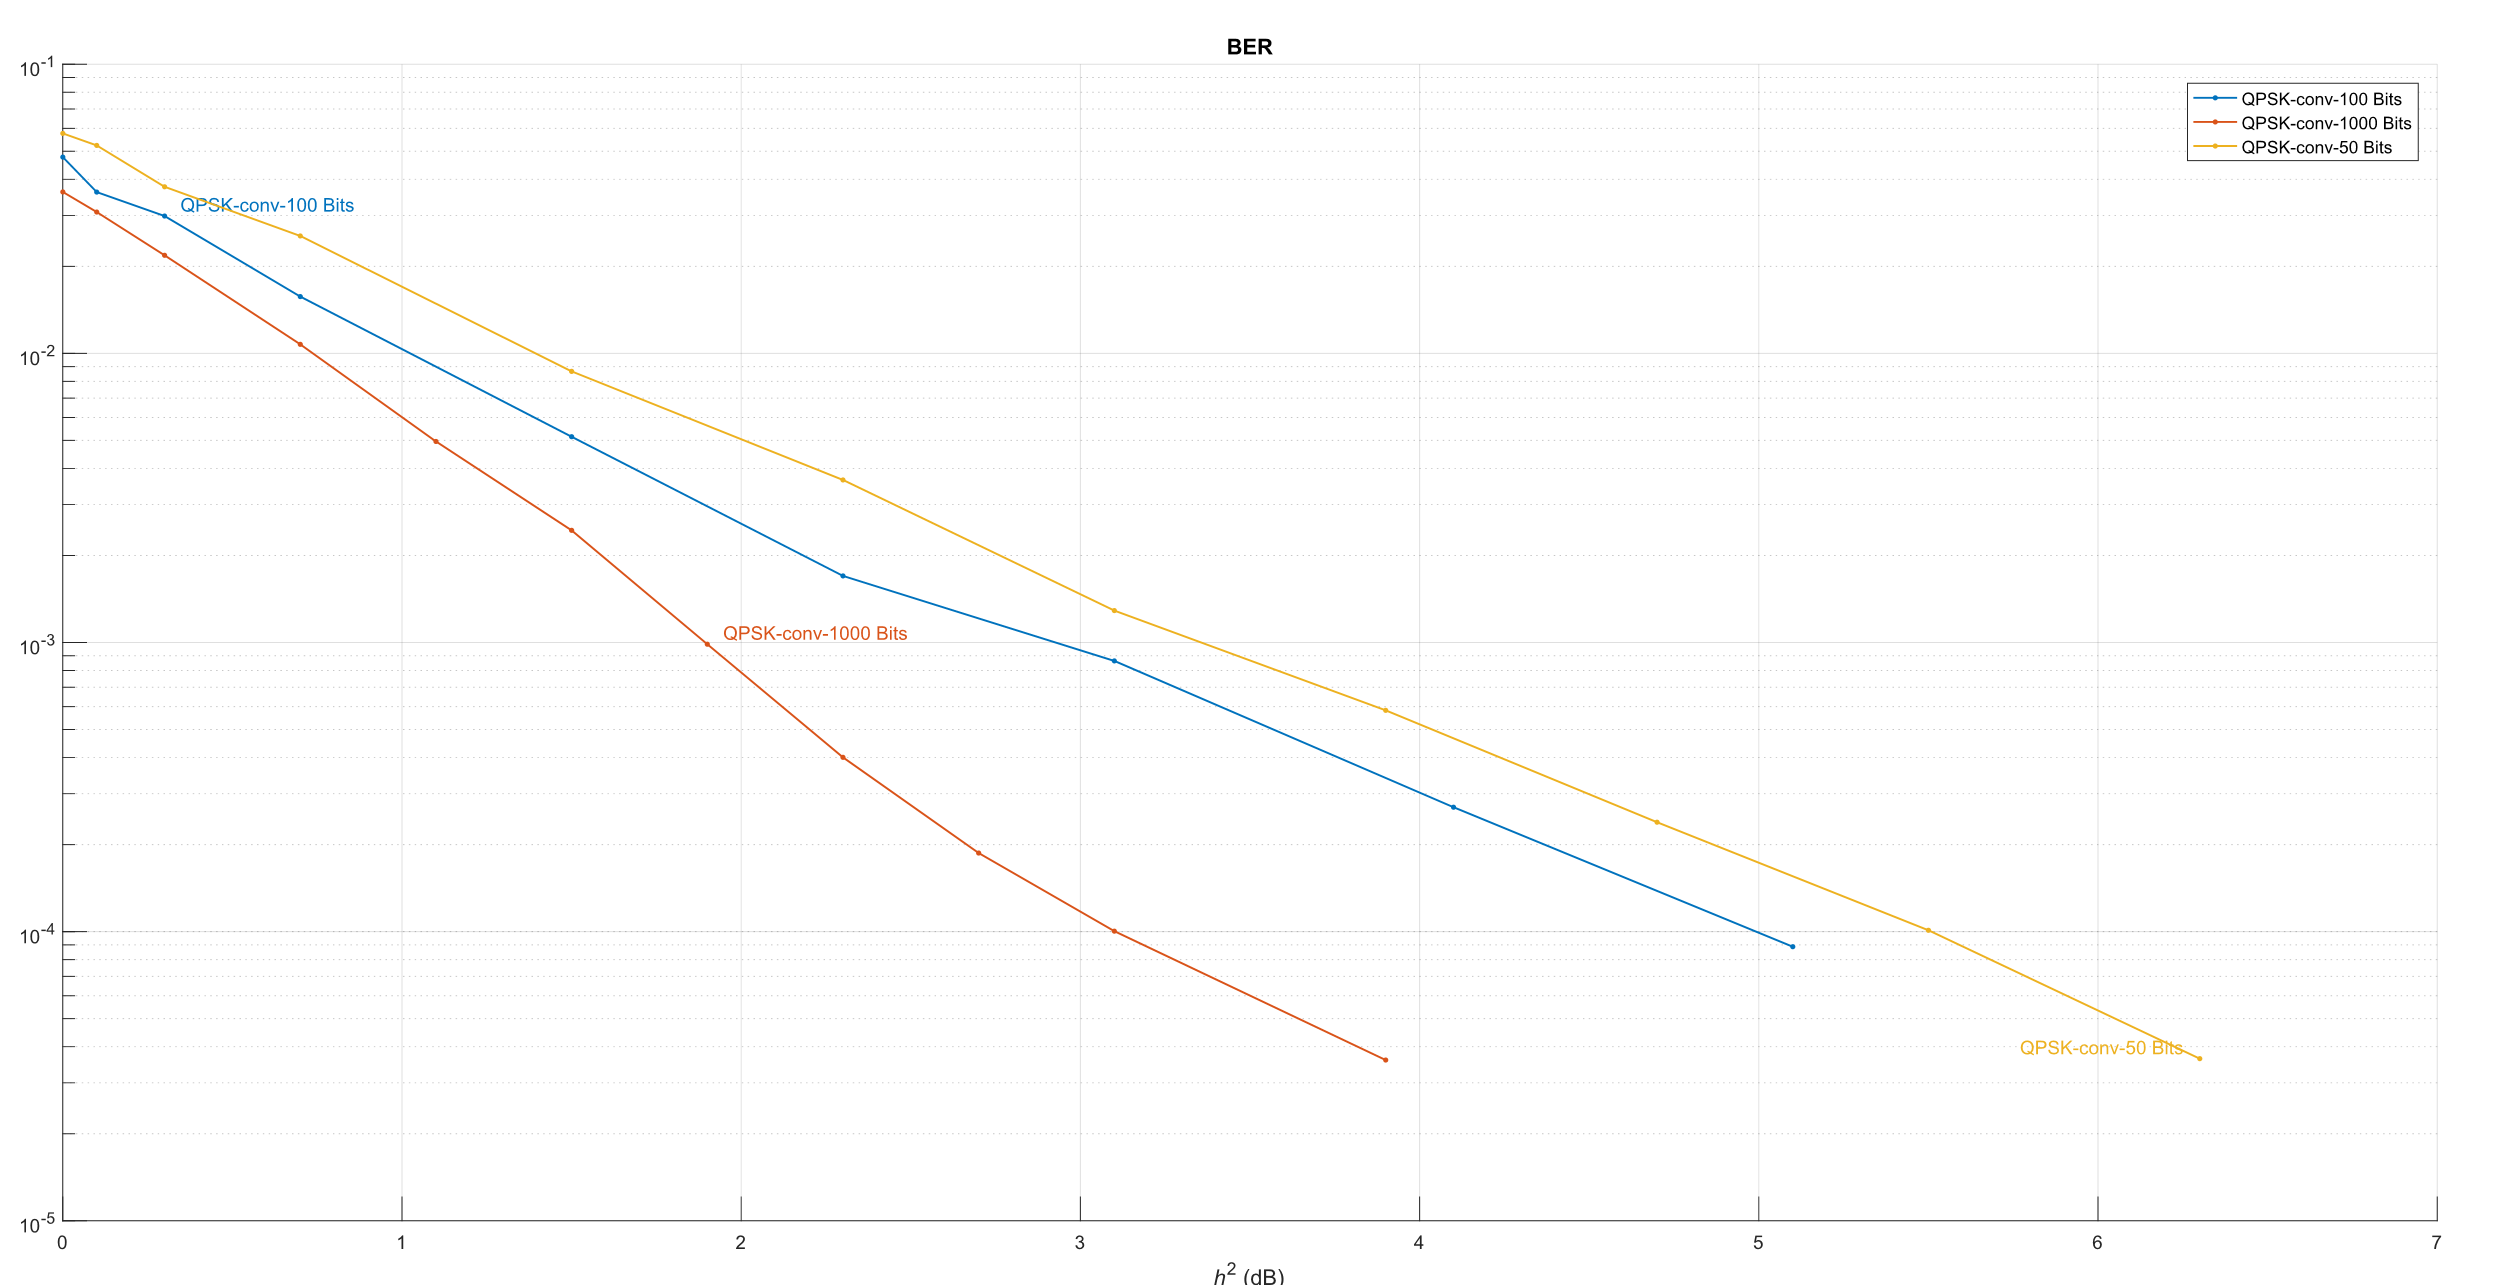 BER
10^-1
10^-2
10^-3
10^-4
10^-5
QPSK-conv-100 Bits
QPSK-conv-1000 Bits
QPSK-conv-50 Bits
QPSK-conv-100 Bits
QPSK-conv-1000 Bits
QPSK-conv-50 Bits
0 1 2 3 4 5 6 7
h^2 (dB)